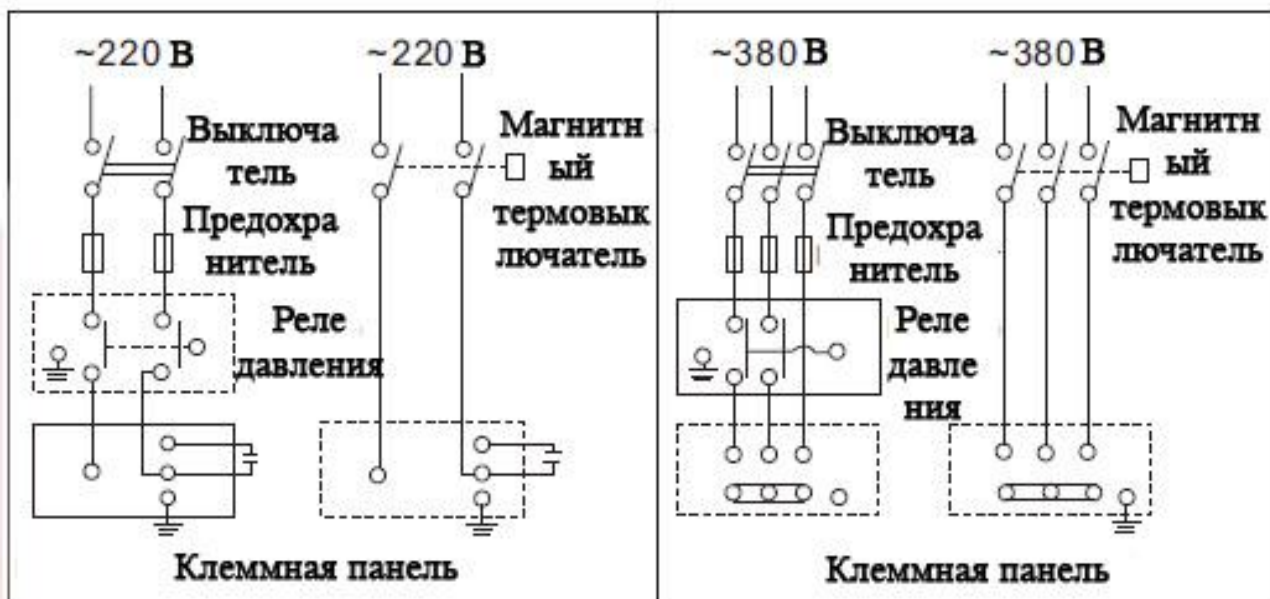 ~220 В
~220 В
Выключа
тель
Магнитн
ый
термовык
лючатель
Предохра
нитель
Реле
давления
Клеммная панель
~380 В
~380 В
Выключа
тель
Магнитн
ый
термовык
лючатель
Предохра
нитель
Реле
давле
ния
Клеммная панель